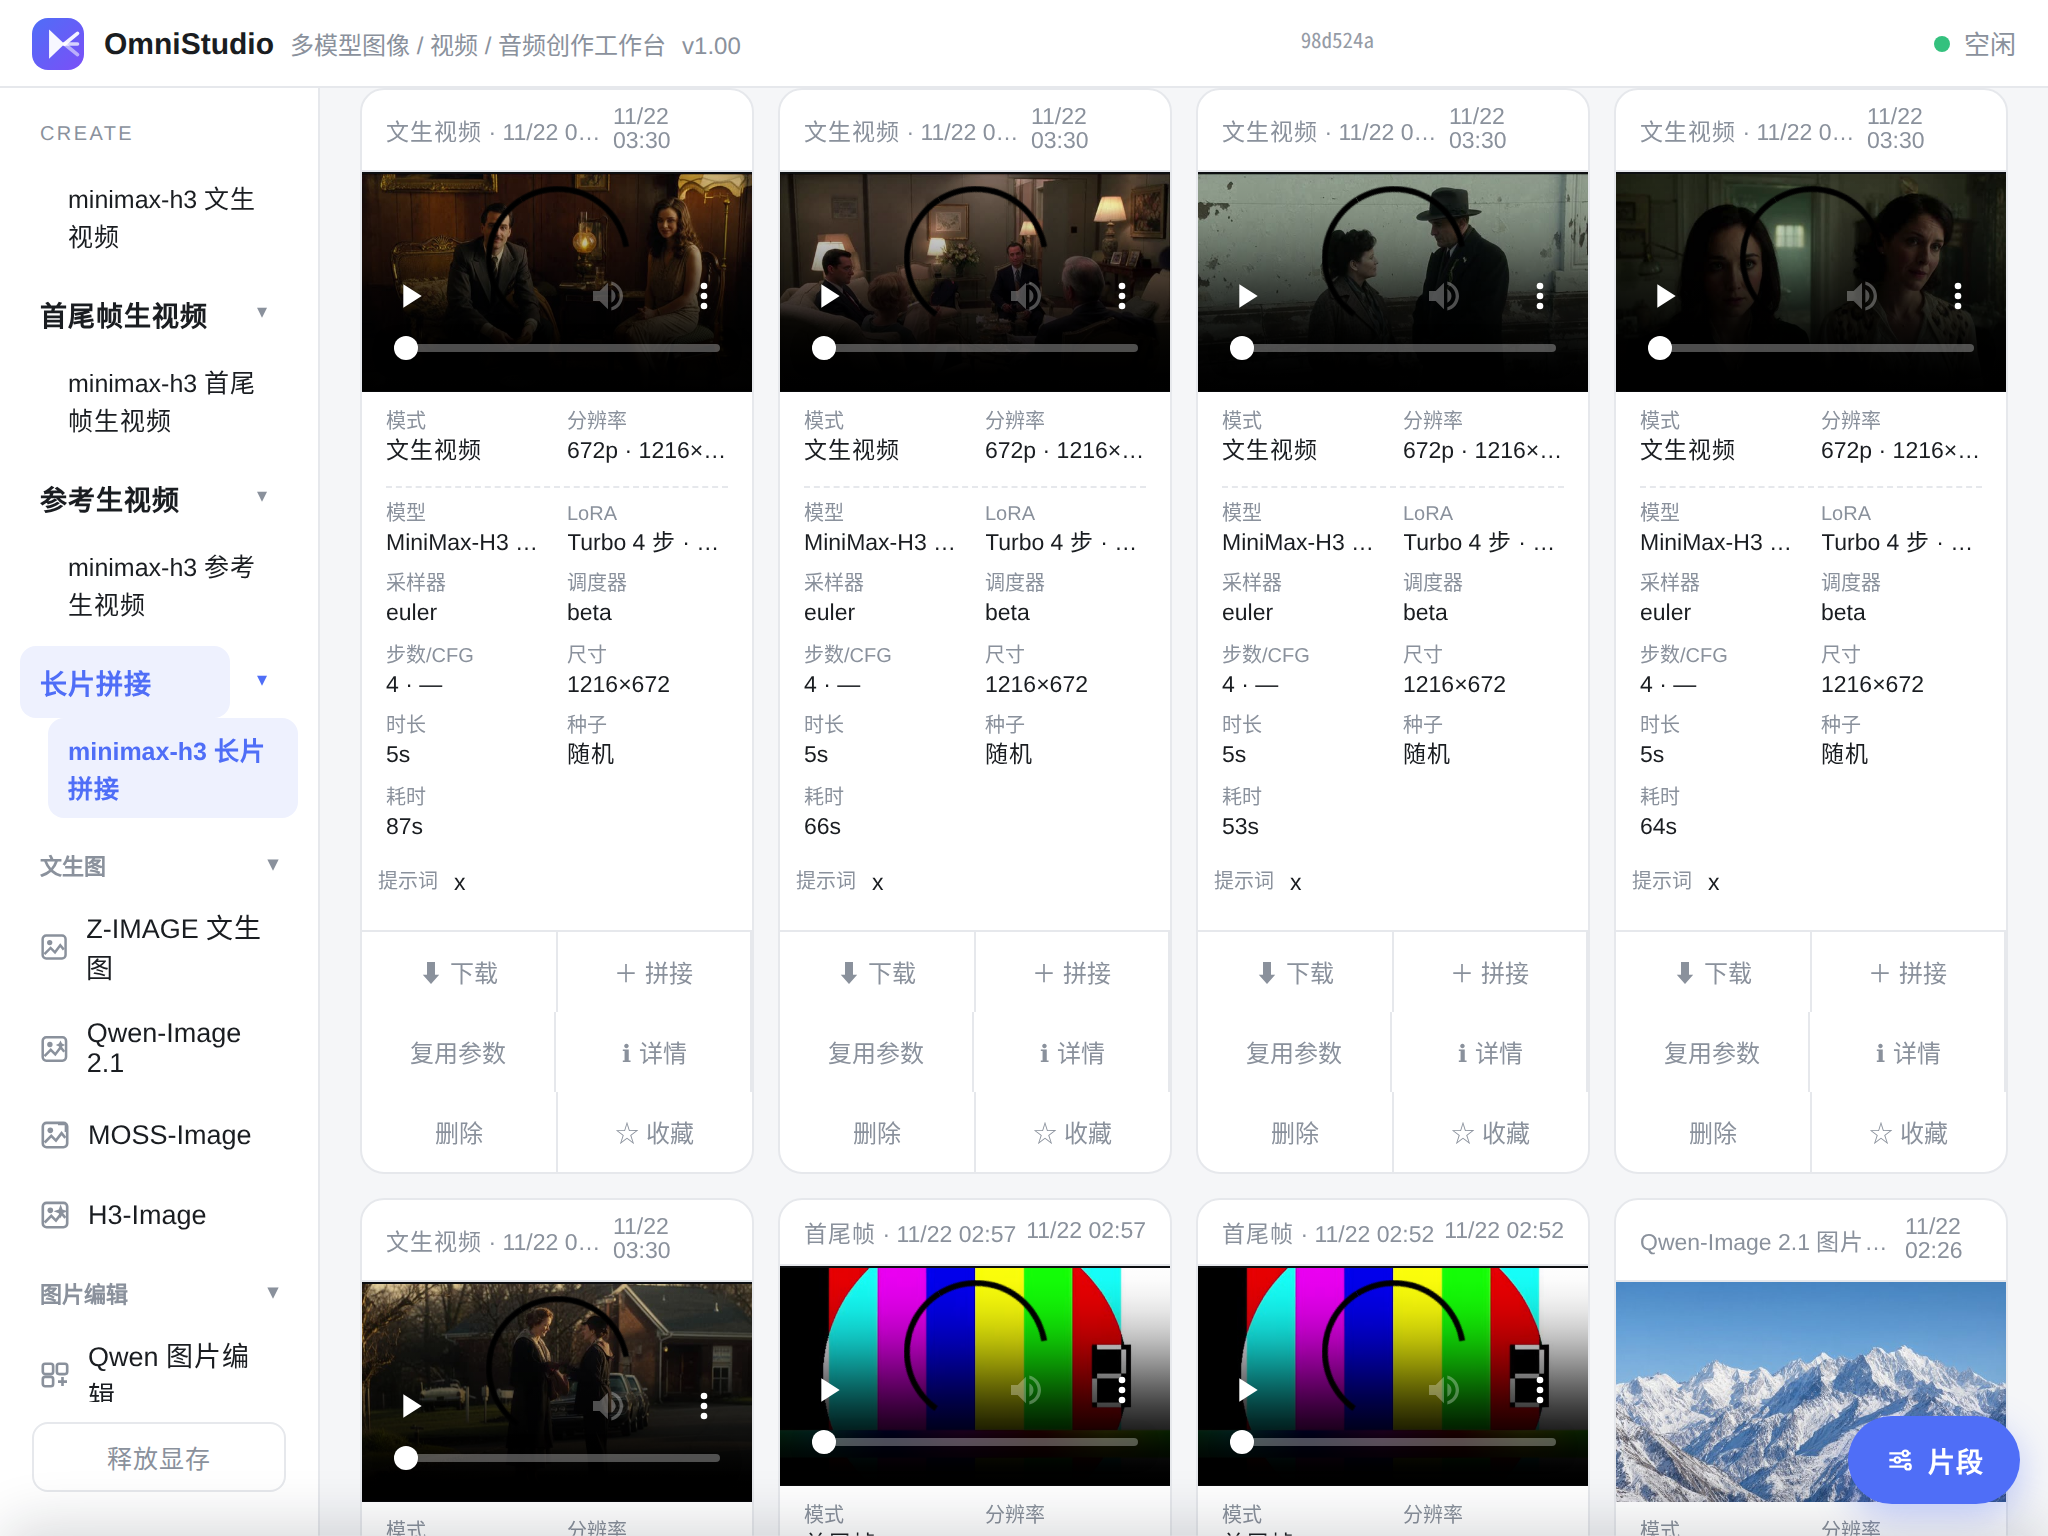 OmniStudio 多模型图像 / 视频 / 音频创作工作台 v1.00
98d524a
空闲
CREATE
minimax-h3 文生
视频
首尾帧生视频 ▼
minimax-h3 首尾
帧生视频
参考生视频 ▼
minimax-h3 参考
生视频
长片拼接 ▼
minimax-h3 长片
拼接
文生图 ▼
Z-IMAGE 文生
图
Qwen-Image
2.1
MOSS-Image
H3-Image
图片编辑 ▼
Qwen 图片编
辑
释放显存
文生视频 · 11/22 0… 11/22
03:30
模式 分辨率
文生视频 672p · 1216×…
模型 LoRA
MiniMax-H3 … Turbo 4 步 · …
采样器 调度器
euler beta
步数/CFG 尺寸
4 · — 1216×672
时长 种子
5s 随机
耗时
87s
提示词 x
⬇ 下载 ＋ 拼接
复用参数 ℹ 详情
删除 ☆ 收藏
文生视频 · 11/22 0… 11/22
03:30
模式 分辨率
文生视频 672p · 1216×…
模型 LoRA
MiniMax-H3 … Turbo 4 步 · …
采样器 调度器
euler beta
步数/CFG 尺寸
4 · — 1216×672
时长 种子
5s 随机
耗时
66s
提示词 x
⬇ 下载 ＋ 拼接
复用参数 ℹ 详情
删除 ☆ 收藏
文生视频 · 11/22 0… 11/22
03:30
模式 分辨率
文生视频 672p · 1216×…
模型 LoRA
MiniMax-H3 … Turbo 4 步 · …
采样器 调度器
euler beta
步数/CFG 尺寸
4 · — 1216×672
时长 种子
5s 随机
耗时
53s
提示词 x
⬇ 下载 ＋ 拼接
复用参数 ℹ 详情
删除 ☆ 收藏
文生视频 · 11/22 0… 11/22
03:30
模式 分辨率
文生视频 672p · 1216×…
模型 LoRA
MiniMax-H3 … Turbo 4 步 · …
采样器 调度器
euler beta
步数/CFG 尺寸
4 · — 1216×672
时长 种子
5s 随机
耗时
64s
提示词 x
⬇ 下载 ＋ 拼接
复用参数 ℹ 详情
删除 ☆ 收藏
文生视频 · 11/22 0… 11/22
03:30
模式 分辨率
首尾帧 · 11/22 02:57 11/22 02:57
模式 分辨率
首尾帧
首尾帧 · 11/22 02:52 11/22 02:52
模式 分辨率
首尾帧
Qwen-Image 2.1 图片… 11/22
02:26
模式 分辨率
片段